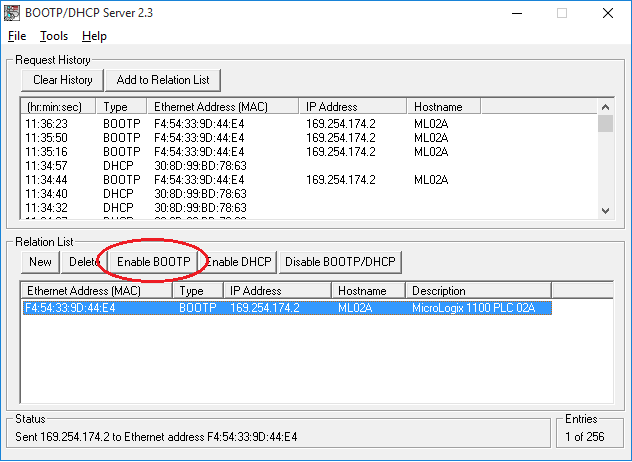 BOOTP/DHCP Server 2.3
File Tools Help
Request History
Clear History Add to Relation List
(hr:min:sec) Type Ethernet Address (MAC) IP Address Hostname
11:36:23 BOOTP F4:54:33:9D:44:E4 169.254.174.2 ML02A
11:35:50 BOOTP F4:54:33:9D:44:E4 169.254.174.2 ML02A
11:35:16 BOOTP F4:54:33:9D:44:E4 169.254.174.2 ML02A
11:34:57 DHCP 30:8D:99:BD:78:63
11:34:44 BOOTP F4:54:33:9D:44:E4 169.254.174.2 ML02A
11:34:40 DHCP 30:8D:99:BD:78:63
11:34:32 DHCP 30:8D:99:BD:78:63
Relation List
New Delete Enable BOOTP Enable DHCP Disable BOOTP/DHCP
Ethernet Address (MAC) Type IP Address Hostname Description
F4:54:33:9D:44:E4 BOOTP 169.254.174.2 ML02A MicroLogix 1100 PLC 02A
Status
Entries
Sent 169.254.174.2 to Ethernet address F4:54:33:9D:44:E4
1 of 256